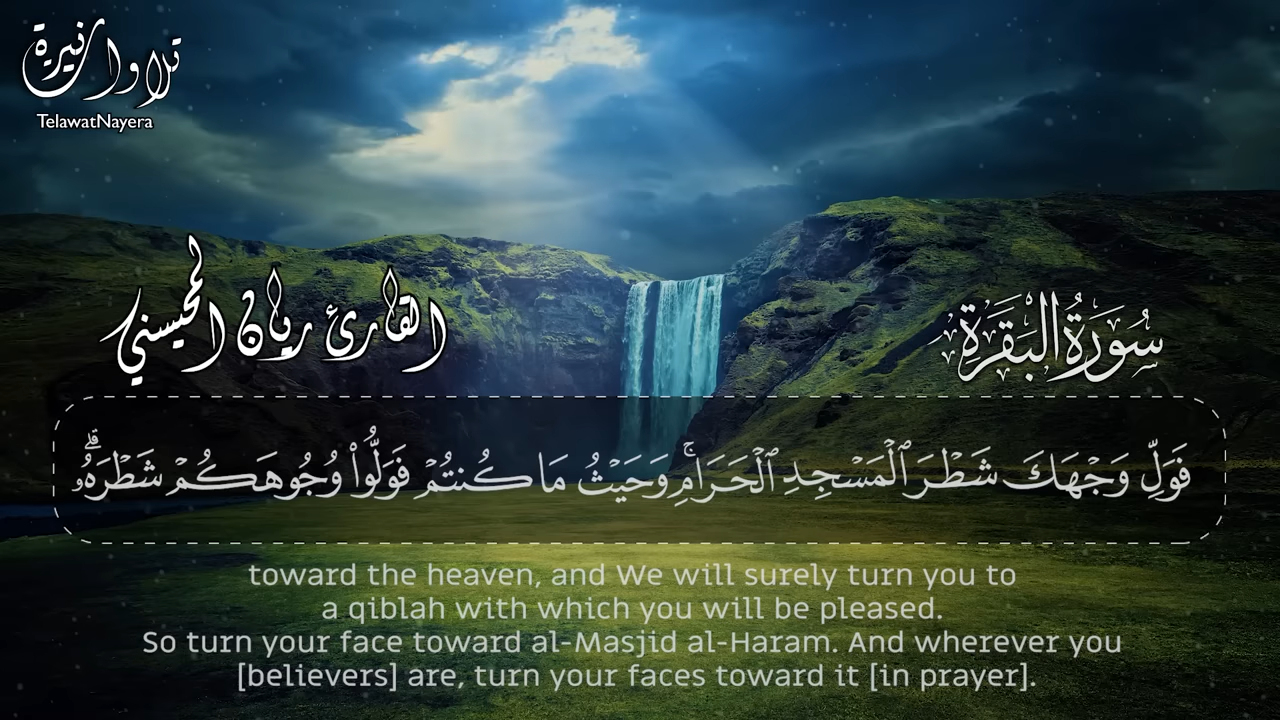 تلاوات نيرة
TelawatNayera
سُورَةُ البَقَرَةِ
القارئ ريان المحيسني
فَوَلِّ وَجْهَكَ شَطْرَ ٱلْمَسْجِدِ ٱلْحَرَامِۚ وَحَيْثُ مَا كُنتُمْ فَوَلُّوا۟ وُجُوهَكُمْ شَطْرَهُۥۗ
toward the heaven, and We will surely turn you to
a qiblah with which you will be pleased.
So turn your face toward al-Masjid al-Haram. And wherever you
[believers] are, turn your faces toward it [in prayer].